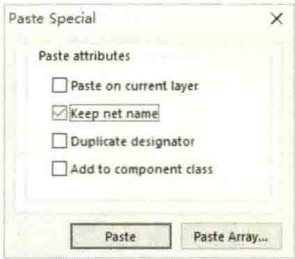 Paste Special
Paste attributes
Paste on current layer
Keep net name
Duplicate designator
Add to component class
Paste
Paste Array...